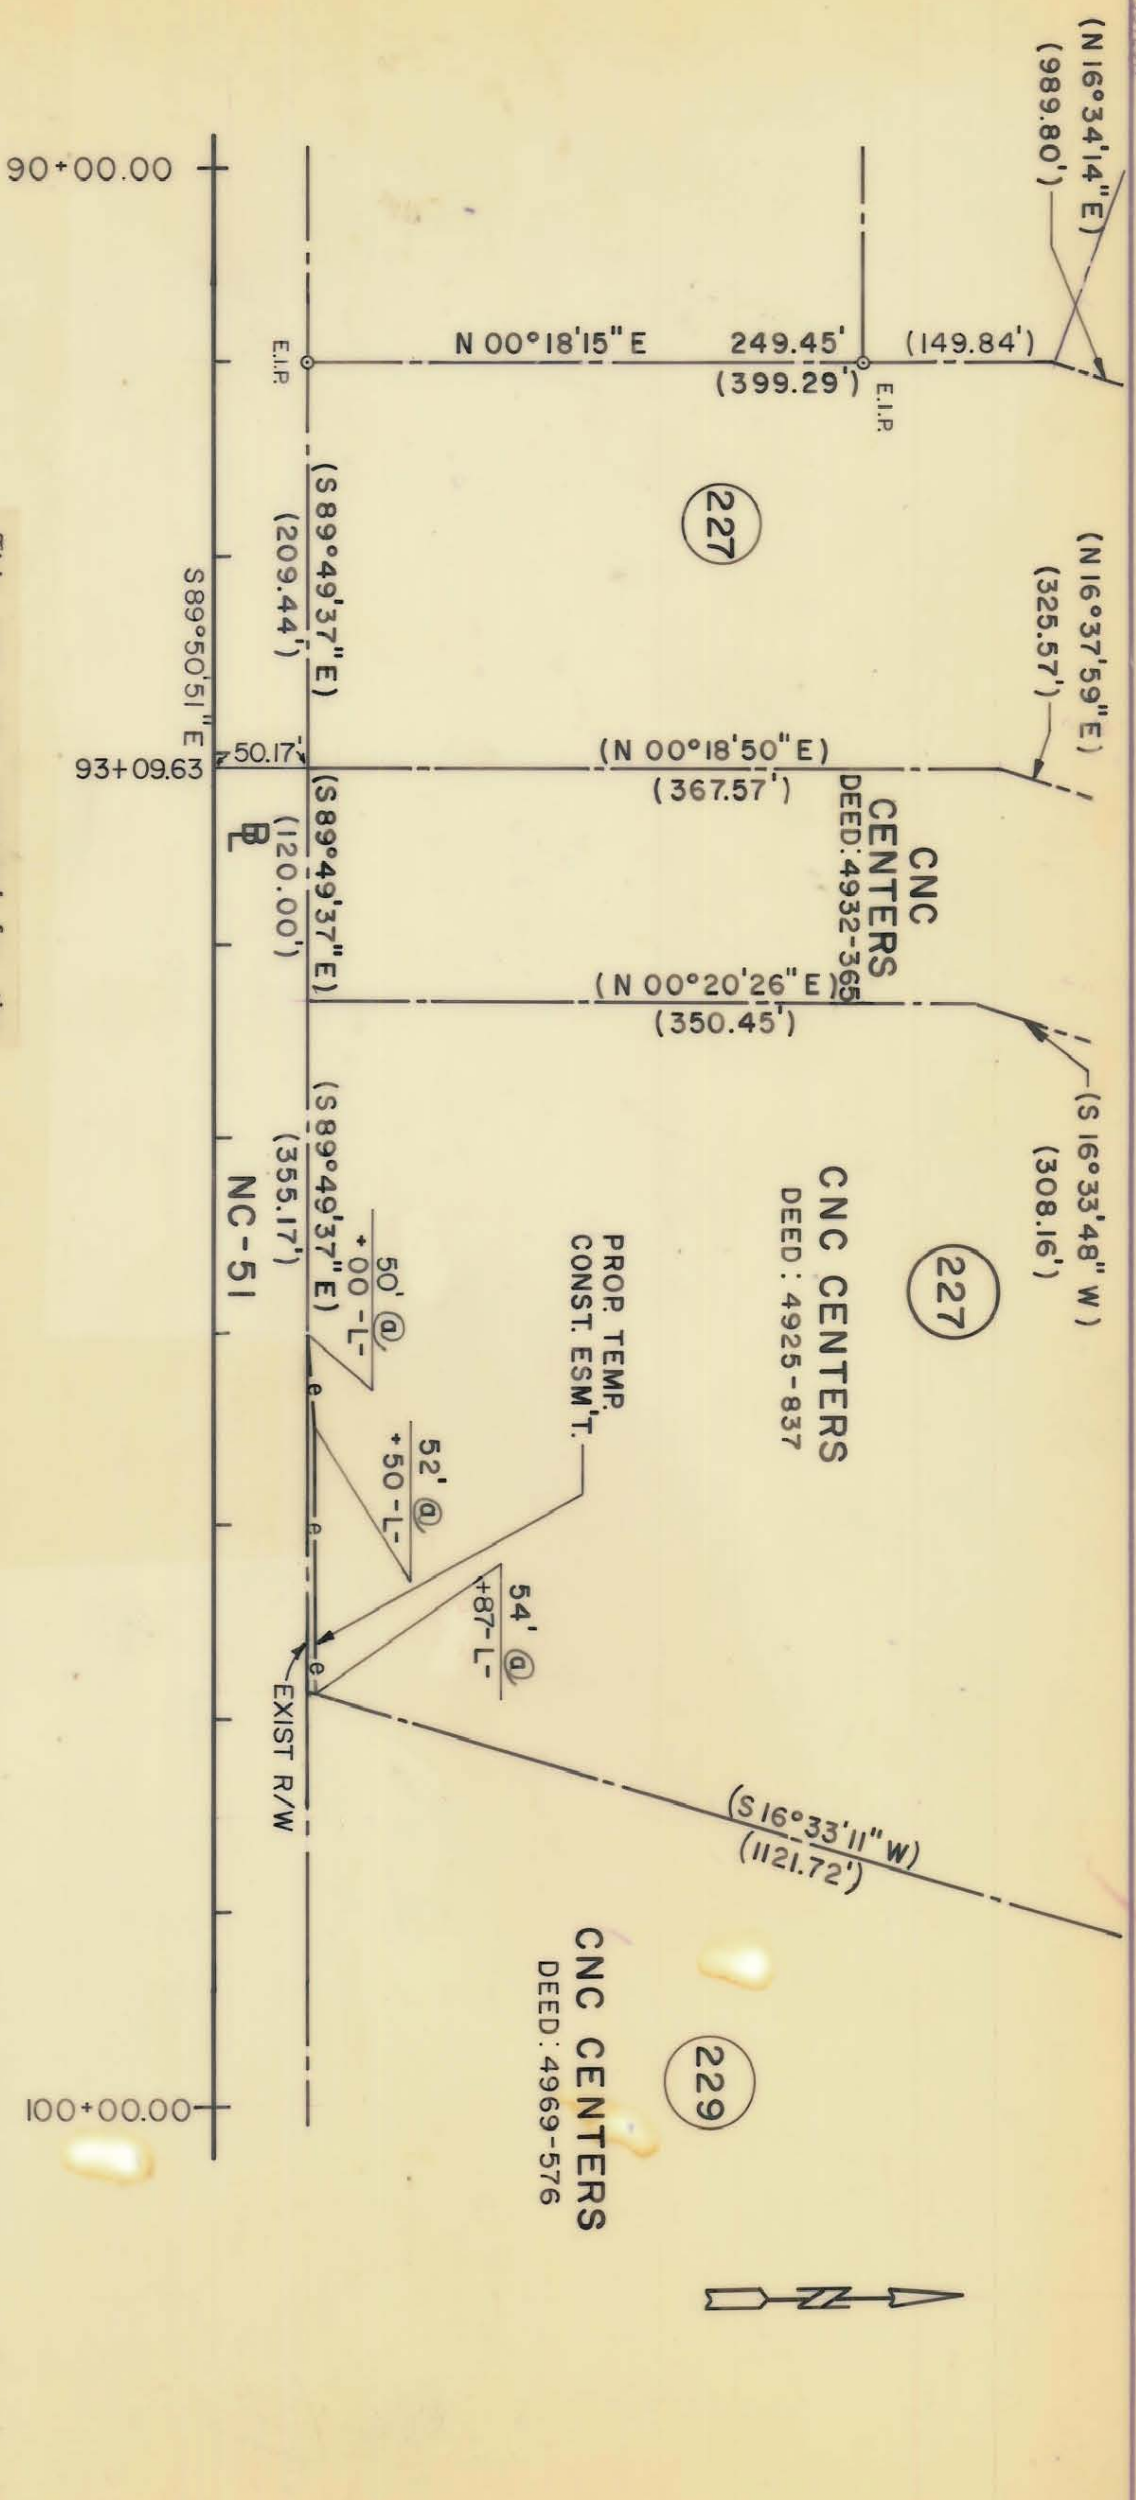 (N 16°34'14" E)
(989.80')
90+00.00
N 00°18'15" E 249.45' (149.84')
(399.29')
E.I.P.
E.I.P.
(S 89°49'37" E)
(209.44')
227
(N 16°37'59" E)
(325.57')
S 89°50'51" E
50.17'
93+09.63
(N 00°18'50" E)
(367.57')
CNC
CENTERS
DEED: 4932-365
(S 89°49'37" E)
(120.00')
BL
(N 00°20'26" E)
(350.45')
(S 16°33'48" W)
(308.16')
(S 89°49'37" E)
(355.17')
NC-51
227
CNC CENTERS
DEED: 4925-837
PROP. TEMP.
CONST. ESM'T.
50' @
+00 -L-
52' @
+50 -L-
54' @
+87 -L-
e
e
e
EXIST R/W
(S 16°33'11" W)
(1121.72')
CNC CENTERS
DEED: 4969-576
229
100+00.00
N